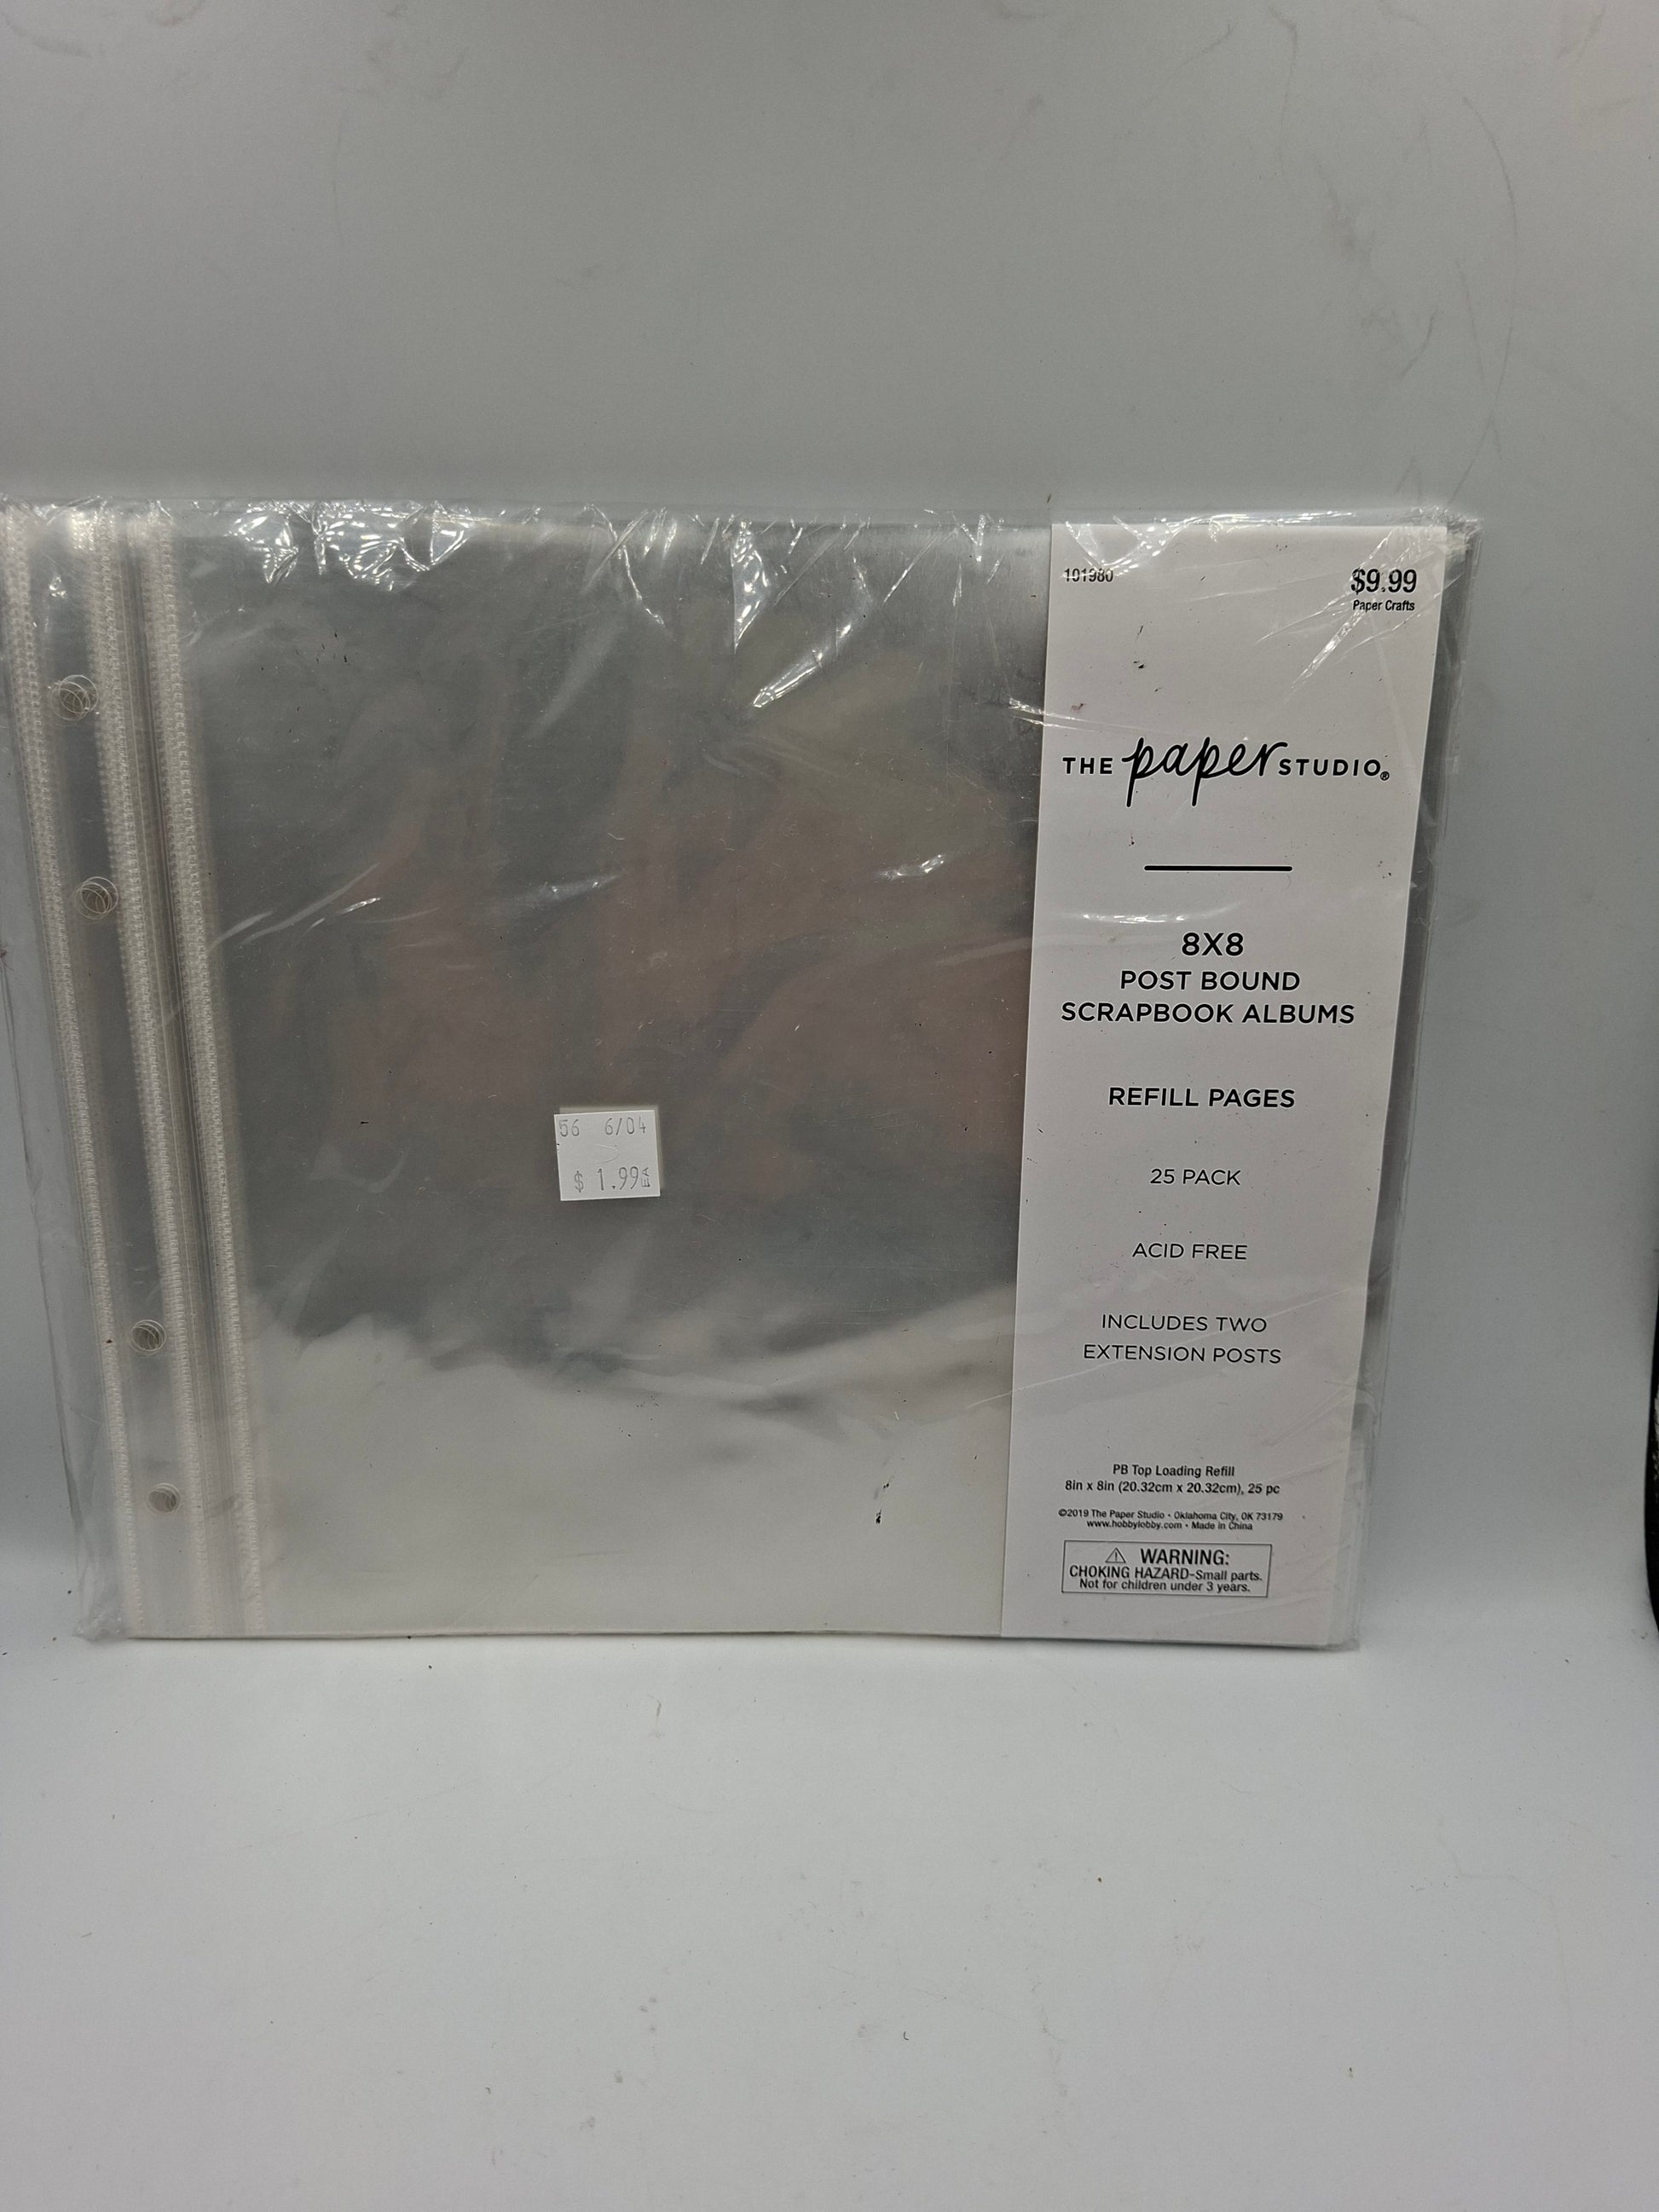 101980
$9.99
Paper Crafts
THE paper STUDIO®
8X8
POST BOUND
SCRAPBOOK ALBUMS
REFILL PAGES
25 PACK
ACID FREE
INCLUDES TWO
EXTENSION POSTS
PB Top Loading Refill
8in x 8in (20.32cm x 20.32cm), 25 pc
©2019 The Paper Studio • Oklahoma City, OK 73179
www.hobbylobby.com • Made in China
⚠ WARNING:
CHOKING HAZARD-Small parts.
Not for children under 3 years.
56 6/04
$ 1.99 EA